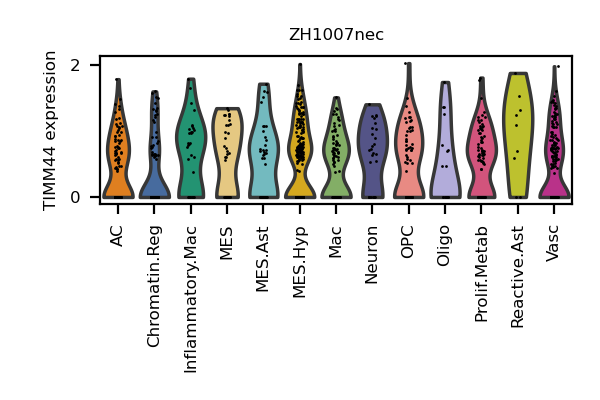 ZH1007nec
TIMM44 expression
2
0
AC
Chromatin.Reg
Inflammatory.Mac
MES
MES.Ast
MES.Hyp
Mac
Neuron
OPC
Oligo
Prolif.Metab
Reactive.Ast
Vasc